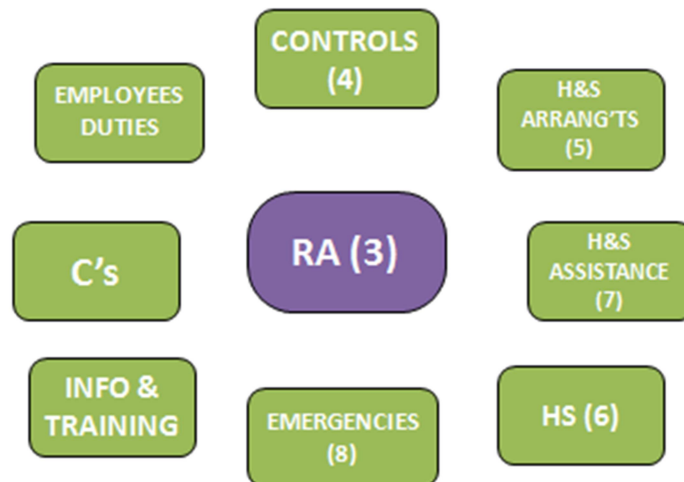 CONTROLS
(4)
EMPLOYEES
DUTIES
H&S
ARRANG'TS
(5)
C's
RA (3)
H&S
ASSISTANCE
(7)
INFO &
TRAINING
EMERGENCIES
(8)
HS (6)